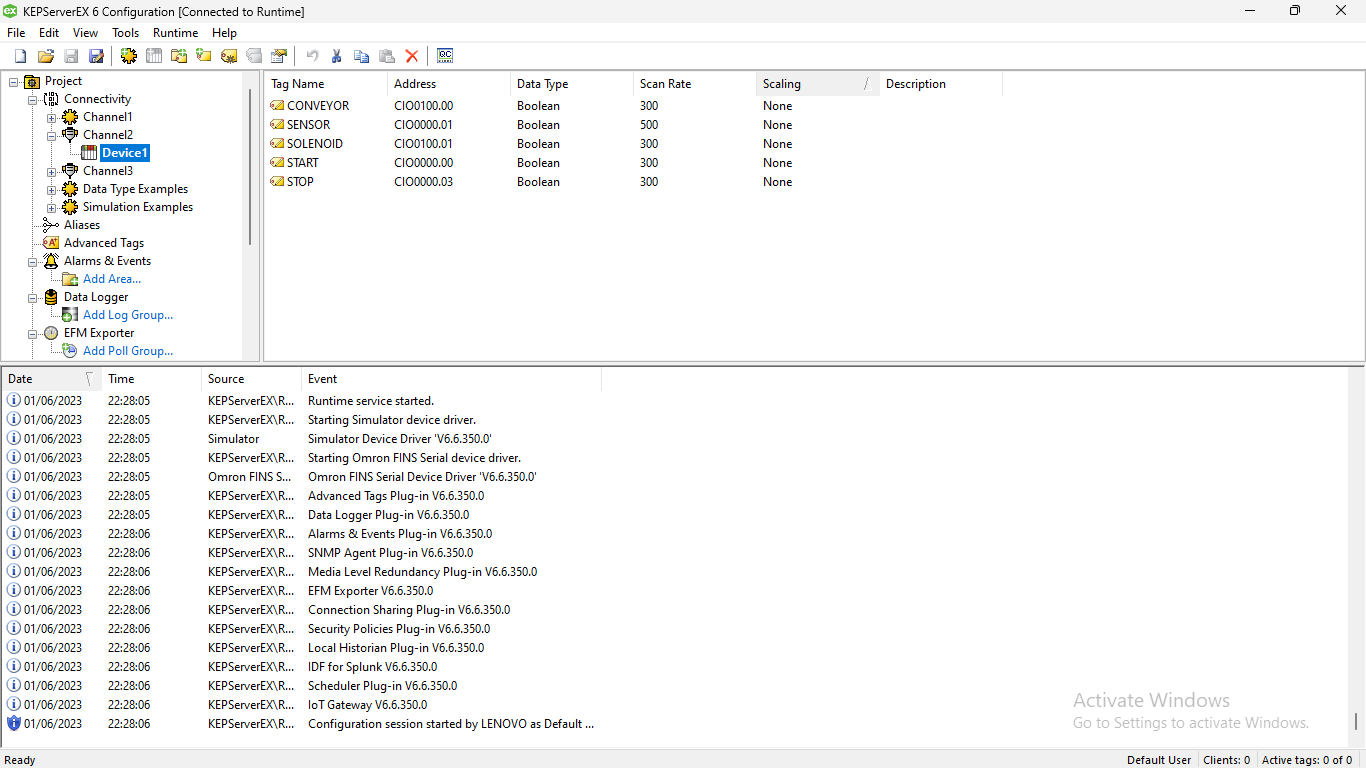 KEPServerEX 6 Configuration [Connected to Runtime]
File Edit View Tools Runtime Help
QC
Project
Connectivity
Channel1
Channel2
Device1
Channel3
Data Type Examples
Simulation Examples
Aliases
Advanced Tags
Alarms & Events
Add Area...
Data Logger
Add Log Group...
EFM Exporter
Add Poll Group...
Tag Name Address Data Type Scan Rate Scaling Description
CONVEYOR CIO0100.00 Boolean 300 None
SENSOR CIO0000.01 Boolean 500 None
SOLENOID CIO0100.01 Boolean 300 None
START CIO0000.00 Boolean 300 None
STOP CIO0000.03 Boolean 300 None
Date Time Source Event
01/06/2023 22:28:05 KEPServerEX\R... Runtime service started.
01/06/2023 22:28:05 KEPServerEX\R... Starting Simulator device driver.
01/06/2023 22:28:05 Simulator Simulator Device Driver 'V6.6.350.0'
01/06/2023 22:28:05 KEPServerEX\R... Starting Omron FINS Serial device driver.
01/06/2023 22:28:05 Omron FINS S... Omron FINS Serial Device Driver 'V6.6.350.0'
01/06/2023 22:28:05 KEPServerEX\R... Advanced Tags Plug-in V6.6.350.0
01/06/2023 22:28:05 KEPServerEX\R... Data Logger Plug-in V6.6.350.0
01/06/2023 22:28:06 KEPServerEX\R... Alarms & Events Plug-in V6.6.350.0
01/06/2023 22:28:06 KEPServerEX\R... SNMP Agent Plug-in V6.6.350.0
01/06/2023 22:28:06 KEPServerEX\R... Media Level Redundancy Plug-in V6.6.350.0
01/06/2023 22:28:06 KEPServerEX\R... EFM Exporter V6.6.350.0
01/06/2023 22:28:06 KEPServerEX\R... Connection Sharing Plug-in V6.6.350.0
01/06/2023 22:28:06 KEPServerEX\R... Security Policies Plug-in V6.6.350.0
01/06/2023 22:28:06 KEPServerEX\R... Local Historian Plug-in V6.6.350.0
01/06/2023 22:28:06 KEPServerEX\R... IDF for Splunk V6.6.350.0
01/06/2023 22:28:06 KEPServerEX\R... Scheduler Plug-in V6.6.350.0
01/06/2023 22:28:06 KEPServerEX\R... IoT Gateway V6.6.350.0
01/06/2023 22:28:06 KEPServerEX\R... Configuration session started by LENOVO as Default ...
Activate Windows
Go to Settings to activate Windows.
Ready Default User Clients: 0 Active tags: 0 of 0